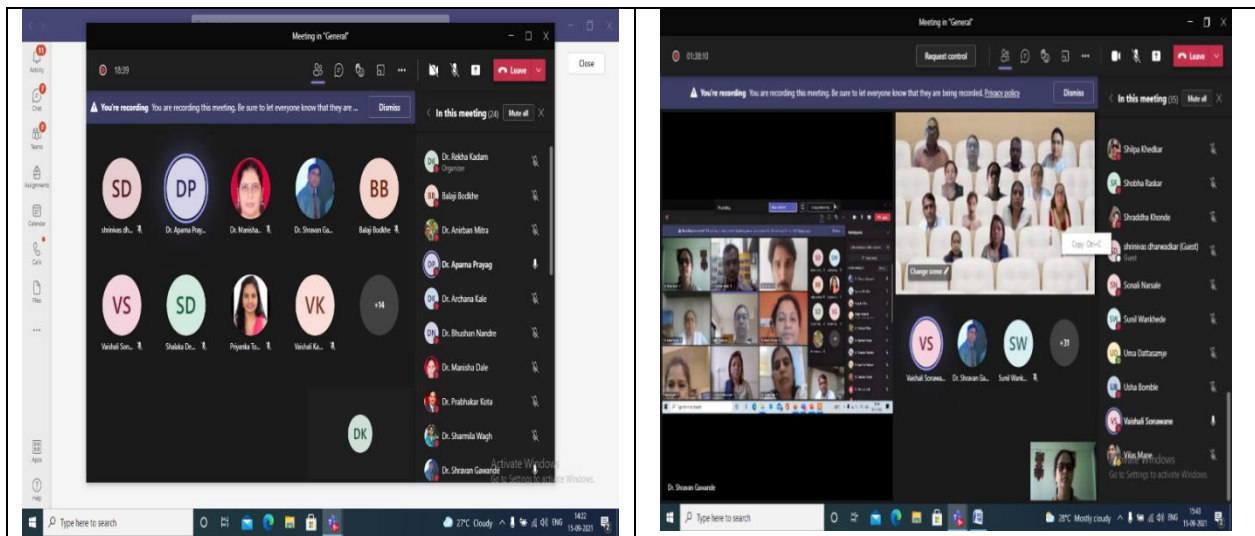 Meeting in "General"
Activity
Chat
Teams
Assignments
Calendar
Calls
Files
Apps
Help
18:39
Leave
Close
You're recording You are recording this meeting. Be sure to let everyone know that they are ...
Dismiss
In this meeting (24)
Mute all
SD
DP
BB
shrinivas dh...
Dr. Aparna Pray...
Dr. Manisha...
Dr. Shravan Ga...
Balaji Bodkhe
VS
SD
VK
+14
Vaishali Son...
Shalaka De...
Priyanka To...
Vaishali Ka...
DK
Dr. Rekha Kadam
Organizer
Balaji Bodkhe
Dr. Anirban Mitra
Dr. Aparna Prayag
Dr. Archana Kale
Dr. Bhushan Nandre
Dr. Manisha Dale
Dr. Prabhakar Kota
Dr. Sharmila Wagh
Dr. Shravan Gawande
Activate Windows
Go to Settings to activate Windows.
Type here to search
27°C Cloudy
ENG
14:22
15-09-2021
Meeting in "General"
01:38:10
Request control
Leave
You're recording You are recording this meeting. Be sure to let everyone know that they are being recorded. Privacy policy
Dismiss
In this meeting (35)
Mute all
Change scene
Copy Ctrl+C
VS
SW
+31
Vaishali Sonawa...
Dr. Shravan Ga...
Sunil Wank...
Dr. Shravan Gawande
Shilpa Khedkar
Shobha Raskar
Shraddha Khonde
shrinivas dharwadkar (Guest)
Guest
Sonali Narsale
Sunil Wankhede
Uma Dattasamje
Usha Bombie
Vaishali Sonawane
Vilas Mane
Go to Settings to activate Windows.
Type here to search
28°C Mostly cloudy
ENG
15:43
15-09-2021